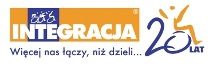 INTEGRACJA®
Więcej nas łączy, niż dzieli...
20 LAT